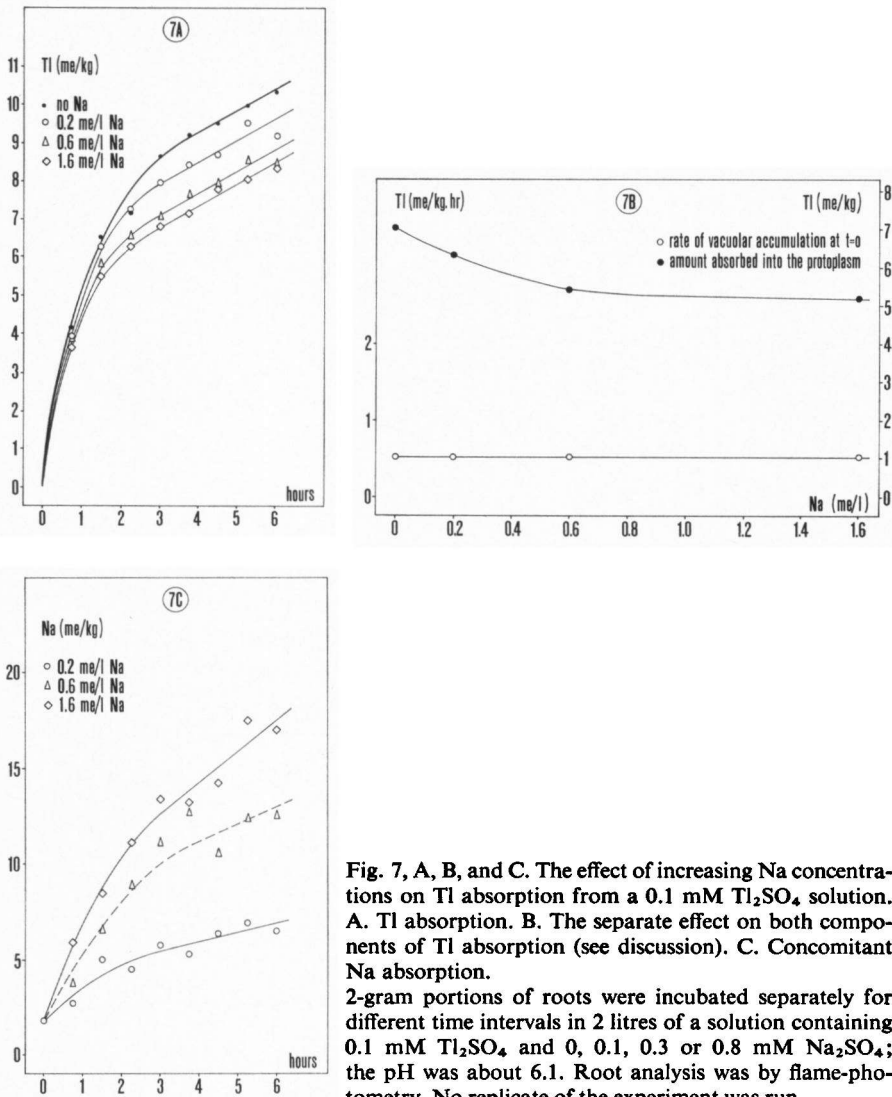 7A
11
Tl (me/kg)
• no Na
10
○ 0.2 me/l Na
△ 0.6 me/l Na
9
◇ 1.6 me/l Na
8
7
6
5
4
3
2
1
0
hours
0 1 2 3 4 5 6
7B
Tl (me/kg.hr)
Tl (me/kg)
○ rate of vacuolar accumulation at t=0
● amount absorbed into the protoplasm
2
1
0
8
7
6
5
4
3
2
1
0
Na (me/l)
0 0.2 0.4 0.6 0.8 1.0 1.2 1.4 1.6
7C
Na (me/kg)
○ 0.2 me/l Na
△ 0.6 me/l Na
20
◇ 1.6 me/l Na
15
10
5
0
hours
0 1 2 3 4 5 6
Fig. 7, A, B, and C. The effect of increasing Na concentra-
tions on Tl absorption from a 0.1 mM Tl₂SO₄ solution.
A. Tl absorption. B. The separate effect on both compo-
nents of Tl absorption (see discussion). C. Concomitant
Na absorption.
2-gram portions of roots were incubated separately for
different time intervals in 2 litres of a solution containing
0.1 mM Tl₂SO₄ and 0, 0.1, 0.3 or 0.8 mM Na₂SO₄;
the pH was about 6.1. Root analysis was by flame-pho-
tometry. No replicate of the experiment was run